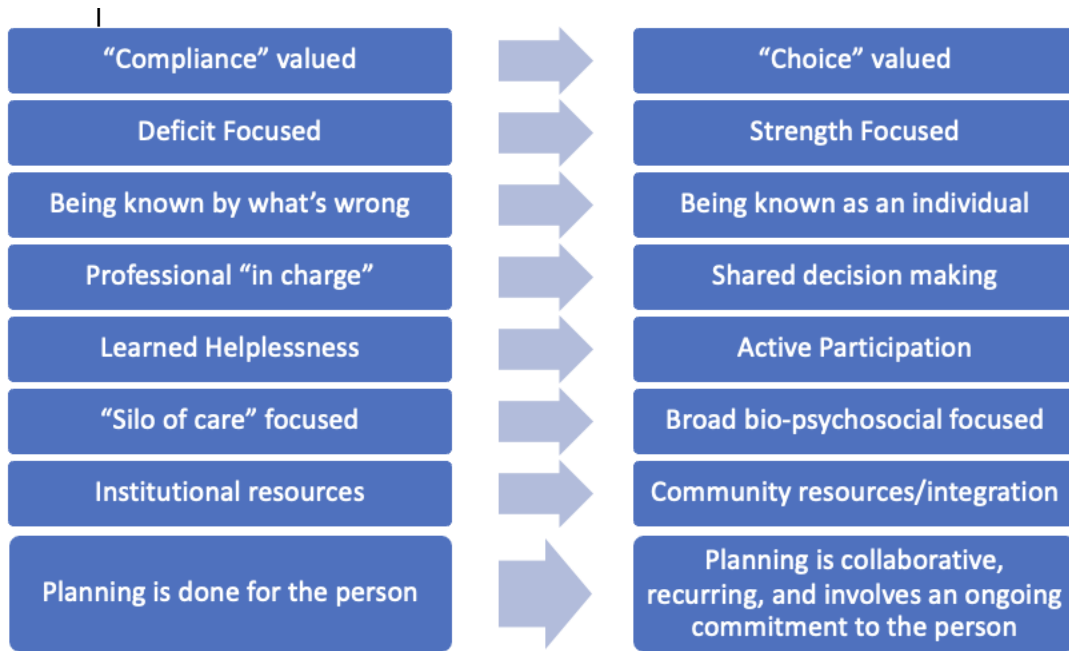 “Compliance” valued
“Choice” valued
Deficit Focused
Strength Focused
Being known by what’s wrong
Being known as an individual
Professional “in charge”
Shared decision making
Learned Helplessness
Active Participation
“Silo of care” focused
Broad bio-psychosocial focused
Institutional resources
Community resources/integration
Planning is done for the person
Planning is collaborative,
recurring, and involves an ongoing
commitment to the person